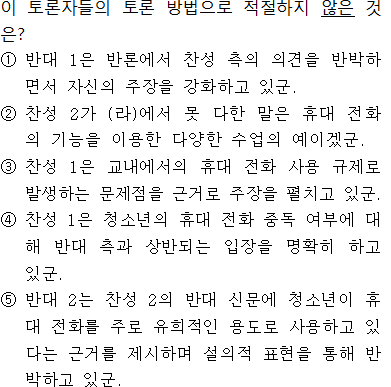 이 토론자들의 토론 방법으로 적절하지 않은 것
은?
① 반대 1은 반론에서 찬성 측의 의견을 반박하
면서 자신의 주장을 강화하고 있군.
② 찬성 2가 (라)에서 못 다한 말은 휴대 전화
의 기능을 이용한 다양한 수업의 예이겠군.
③ 찬성 1은 교내에서의 휴대 전화 사용 규제로
발생하는 문제점을 근거로 주장을 펼치고 있군.
④ 찬성 1은 청소년의 휴대 전화 중독 여부에 대
해 반대 측과 상반되는 입장을 명확히 하고
있군.
⑤ 반대 2는 찬성 2의 반대 신문에 청소년이 휴
대 전화를 주로 유희적인 용도로 사용하고 있
다는 근거를 제시하며 설의적 표현을 통해 반
박하고 있군.